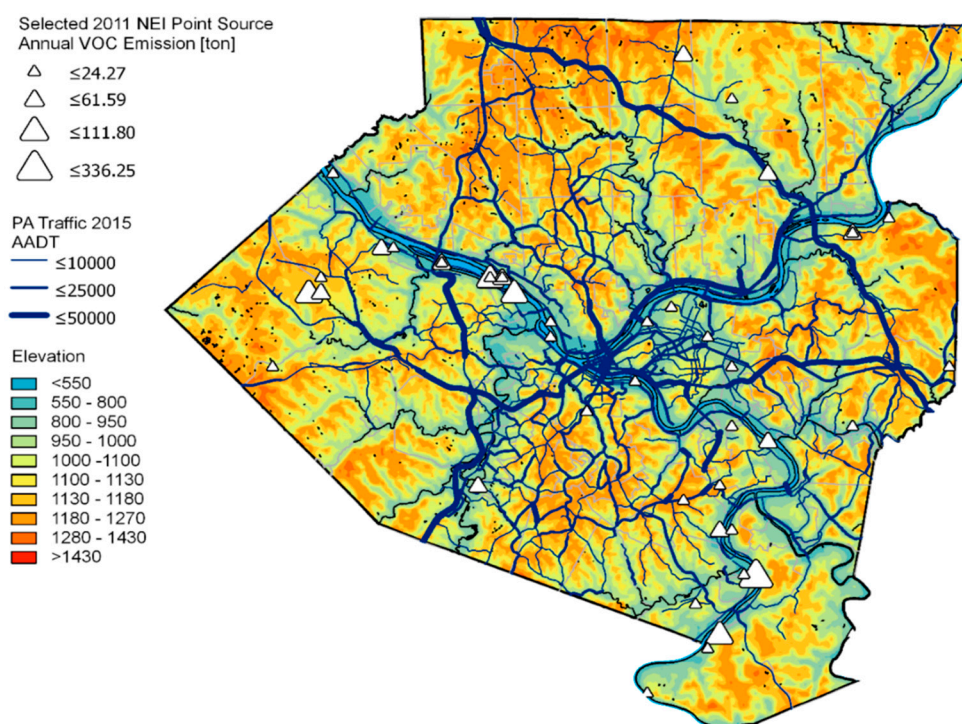 Selected 2011 NEI Point Source
Annual VOC Emission [ton]
≤24.27
≤61.59
≤111.80
≤336.25
PA Traffic 2015
AADT
≤10000
≤25000
≤50000
Elevation
<550
550 - 800
800 - 950
950 - 1000
1000 -1100
1100 - 1130
1130 - 1180
1180 - 1270
1280 - 1430
>1430